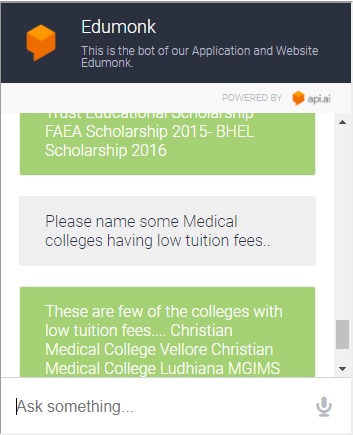 Edumonk
This is the bot of our Application and Website
Edumonk.
POWERED BY api.ai
Trust Educational Scholarship
FAEA Scholarship 2015- BHEL
Scholarship 2016
Please name some Medical
colleges having low tuition fees..
These are few of the colleges with
low tuition fees.... Christian
Medical College Vellore Christian
Medical College Ludhiana MGIMS
Ask something...